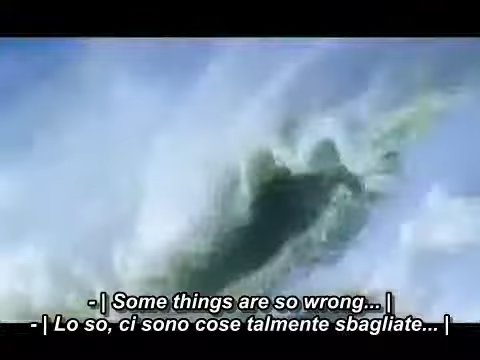 - | Some things are so wrong... |
- | Lo so, ci sono cose talmente sbagliate... |